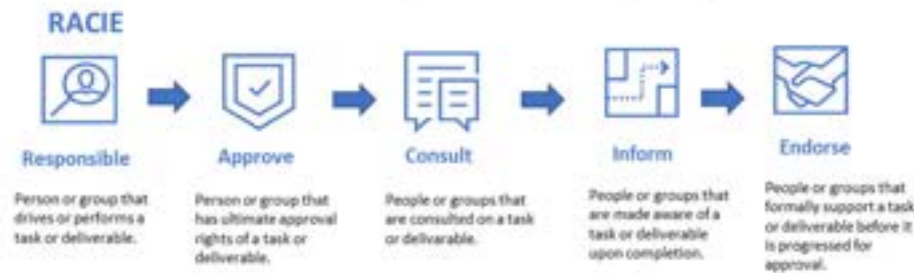 RACIE
Responsible
Person or group that
drives or performs a
task or deliverable.
Approve
Person or group that
has ultimate approval
rights of a task or
deliverable.
Consult
People or groups that
are consulted on a task
or delivarable.
Inform
People or groups that
are made aware of a
task or deliverable
upon completion.
Endorse
People or groups that
formally support a task
or deliverable before it
is progressed for
approval.